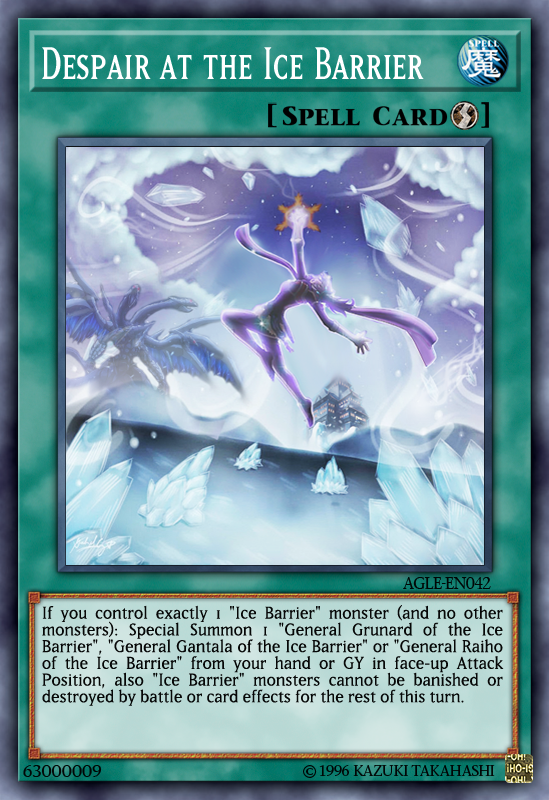 Despair at the Ice Barrier
SPELL
魔
[Spell Card]
AGLE-EN042
If you control exactly 1 "Ice Barrier" monster (and no other
monsters): Special Summon 1 "General Grunard of the Ice
Barrier", "General Gantala of the Ice Barrier" or "General Raiho
of the Ice Barrier" from your hand or GY in face-up Attack
Position, also "Ice Barrier" monsters cannot be banished or
destroyed by battle or card effects for the rest of this turn.
63000009
© 1996 KAZUKI TAKAHASHI